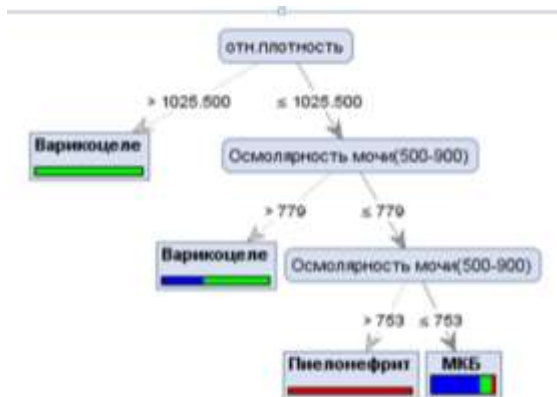 отн.плотность
> 1025.500 ≤ 1025.500
Варикоцеле
Осмолярность мочи(500-900)
> 779 ≤ 779
Варикоцеле
Осмолярность мочи(500-900)
> 753 ≤ 753
Пиелонефрит МКБ